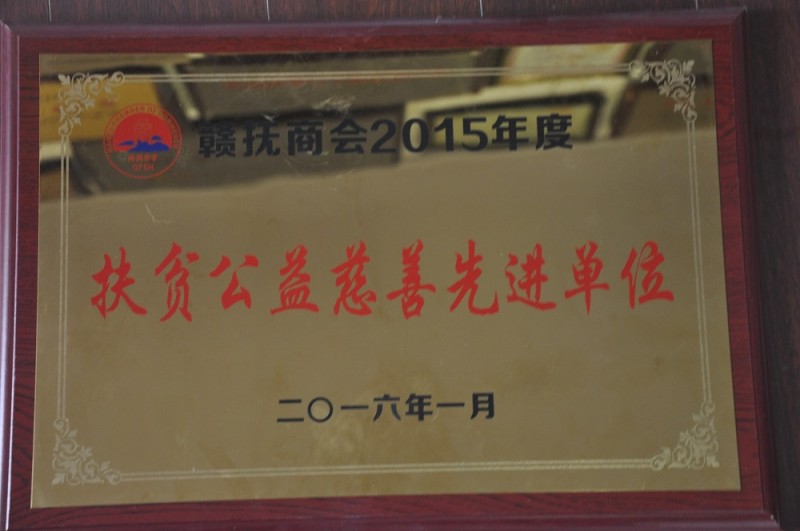 赣抚商会2015年度
扶贫公益慈善先进单位
二〇一六年一月